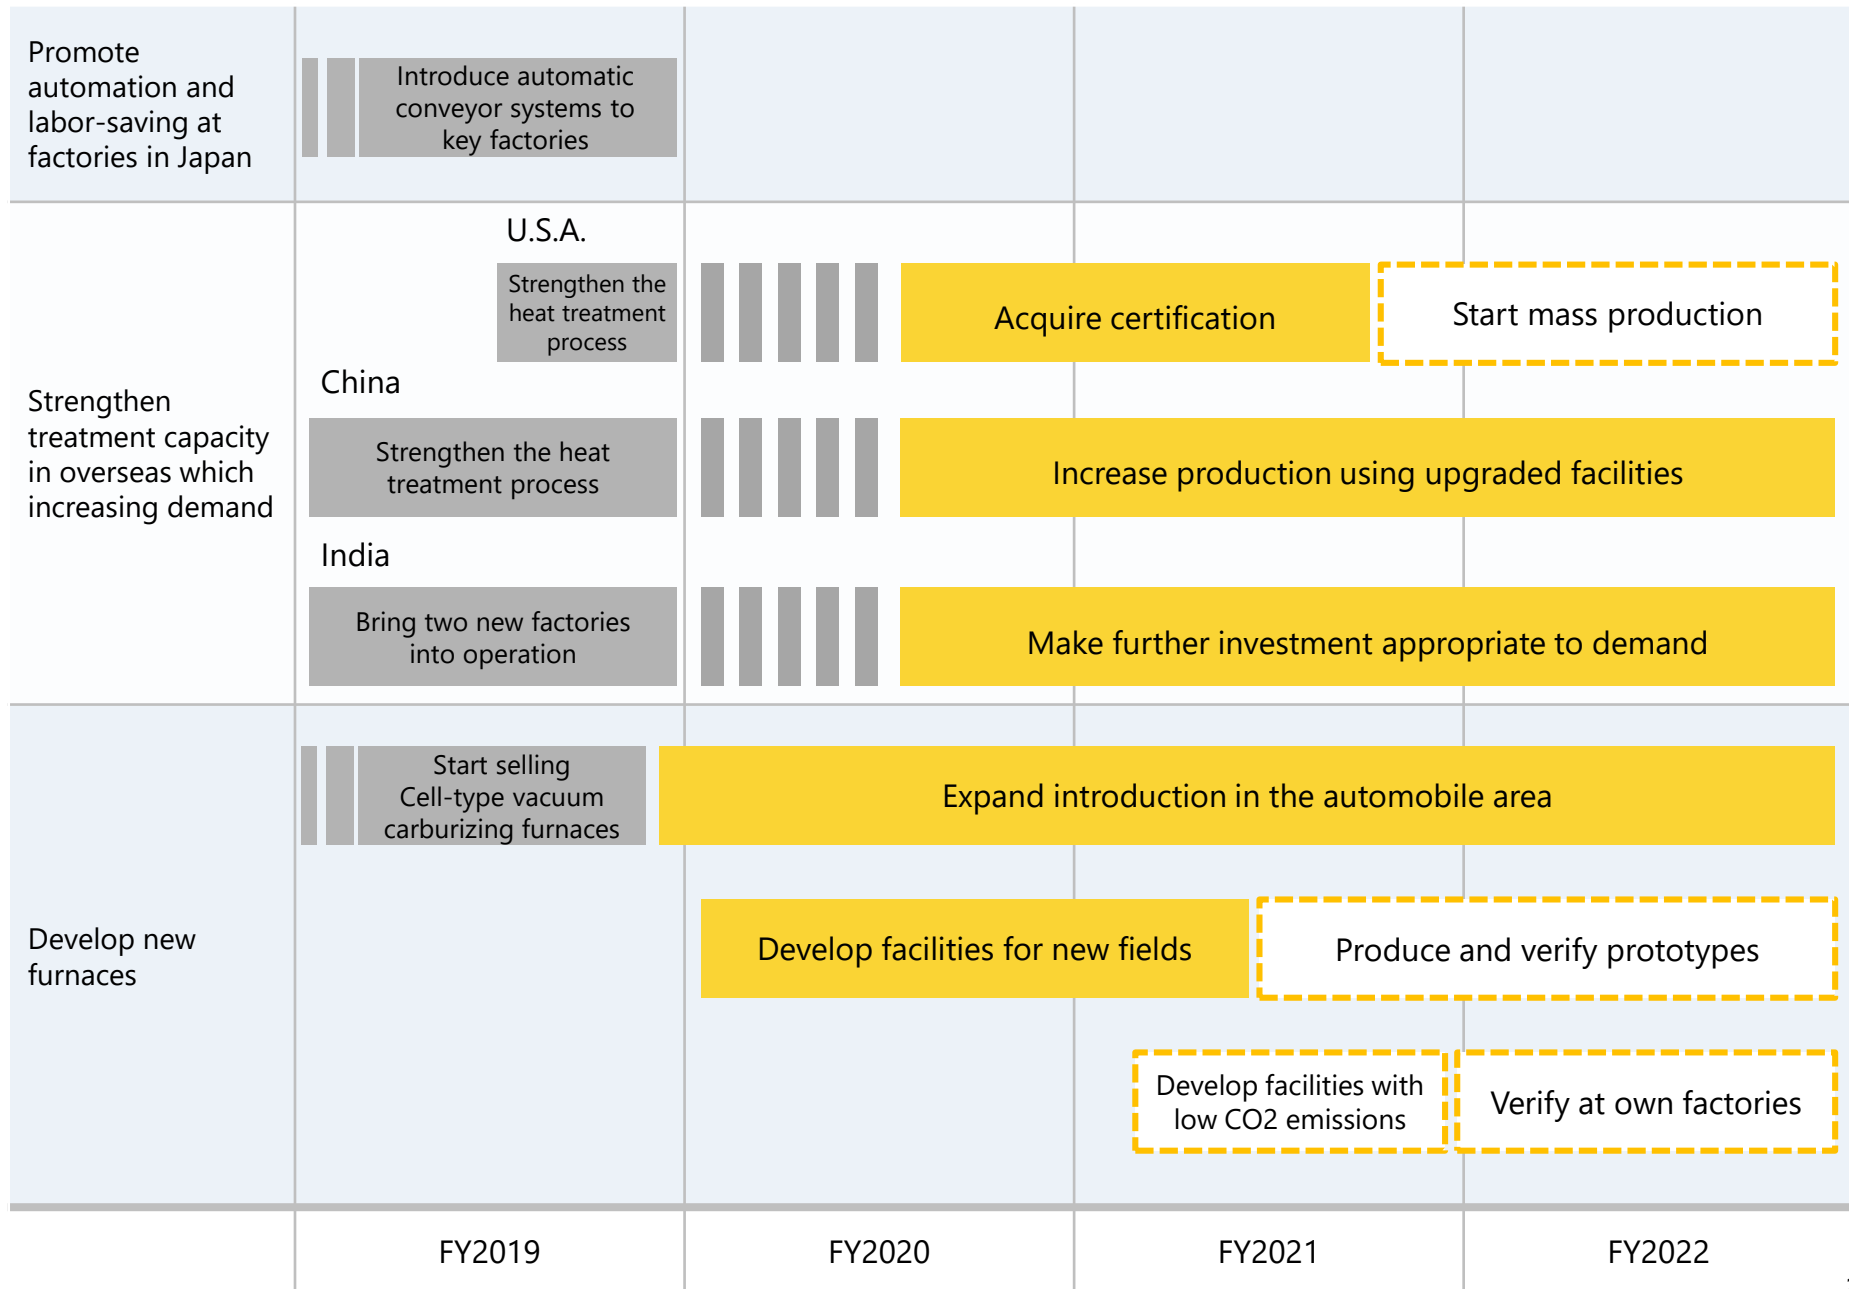 Promote
automation and
labor-saving at
factories in Japan
Introduce automatic
conveyor systems to
key factories
Strengthen
treatment capacity
in overseas which
increasing demand
U.S.A.
Strengthen the
heat treatment
process
Acquire certification
Start mass production
China
Strengthen the heat
treatment process
Increase production using upgraded facilities
India
Bring two new factories
into operation
Make further investment appropriate to demand
Develop new
furnaces
Start selling
Cell-type vacuum
carburizing furnaces
Expand introduction in the automobile area
Develop facilities for new fields
Produce and verify prototypes
Develop facilities with
low CO2 emissions
Verify at own factories
FY2019
FY2020
FY2021
FY2022